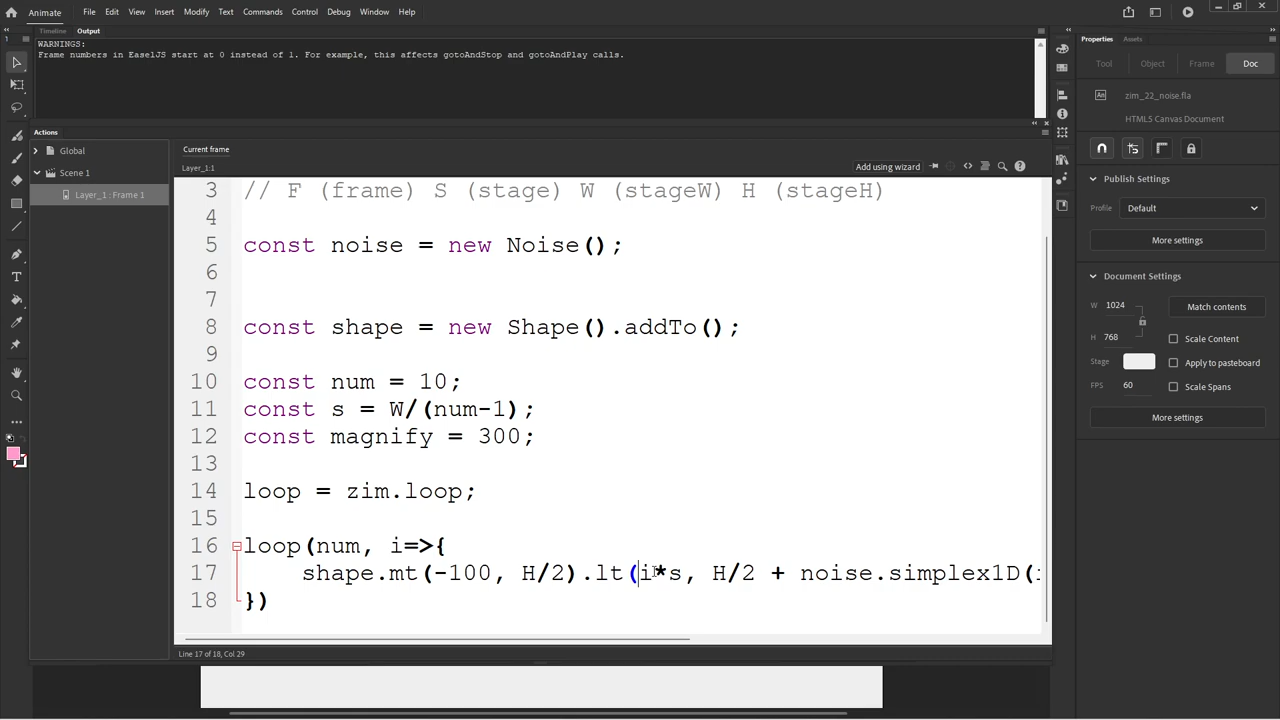 Animate
File Edit View Insert Modify Text Commands Control Debug Window Help
Timeline Output
WARNINGS:
Frame numbers in EaselJS start at 0 instead of 1. For example, this affects gotoAndStop and gotoAndPlay calls.
Actions
Global
Scene 1
Layer_1 : Frame 1
Current frame
Layer_1:1
Add using wizard
3 // F (frame) S (stage) W (stageW) H (stageH)
4
5 const noise = new Noise();
6
7
8 const shape = new Shape().addTo();
9
10 const num = 10;
11 const s = W/(num-1);
12 const magnify = 300;
13
14 loop = zim.loop;
15
16 loop(num, i=>{
17 shape.mt(-100, H/2).lt(i*s, H/2 + noise.simplex1D(
18 })
Line 17 of 18, Col 29
Properties Assets
Tool Object Frame Doc
An zim_22_noise.fla
HTML5 Canvas Document
Publish Settings
Profile Default
More settings
Document Settings
W 1024 Match contents
H 768 Scale Content
Stage Apply to pasteboard
FPS 60 Scale Spans
More settings